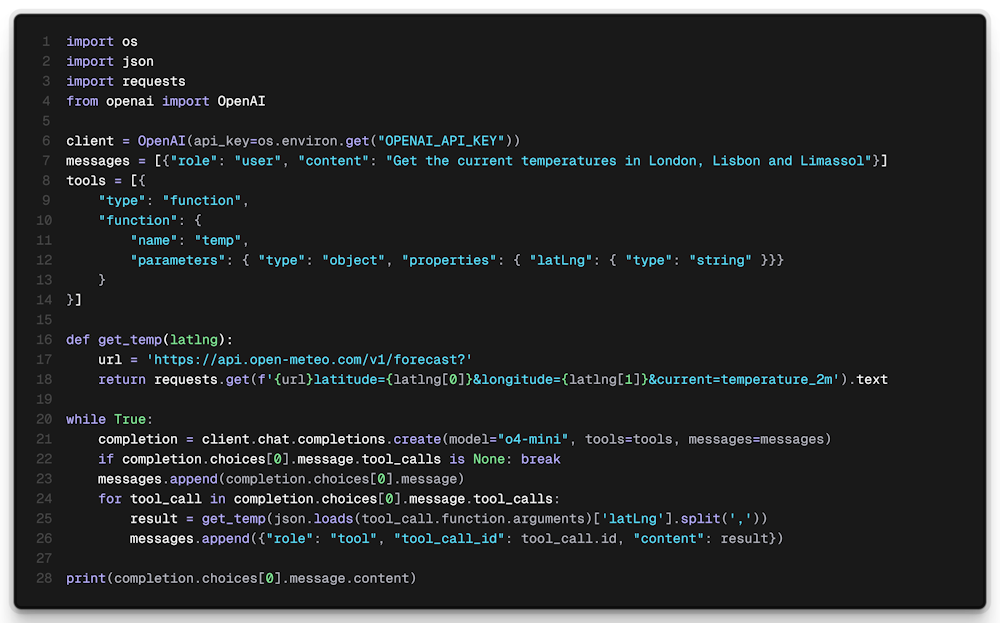 1 import os
2 import json
3 import requests
4 from openai import OpenAI
5
6 client = OpenAI(api_key=os.environ.get("OPENAI_API_KEY"))
7 messages = [{"role": "user", "content": "Get the current temperatures in London, Lisbon and Limassol"}]
8 tools = [{
9     "type": "function",
10     "function": {
11         "name": "temp",
12         "parameters": { "type": "object", "properties": { "latLng": { "type": "string" }}}
13     }
14 }]
15
16 def get_temp(latlng):
17     url = 'https://api.open-meteo.com/v1/forecast?'
18     return requests.get(f'{url}latitude={latlng[0]}&longitude={latlng[1]}&current=temperature_2m').text
19
20 while True:
21     completion = client.chat.completions.create(model="o4-mini", tools=tools, messages=messages)
22     if completion.choices[0].message.tool_calls is None: break
23     messages.append(completion.choices[0].message)
24     for tool_call in completion.choices[0].message.tool_calls:
25         result = get_temp(json.loads(tool_call.function.arguments)['latLng'].split(','))
26         messages.append({"role": "tool", "tool_call_id": tool_call.id, "content": result})
27
28 print(completion.choices[0].message.content)